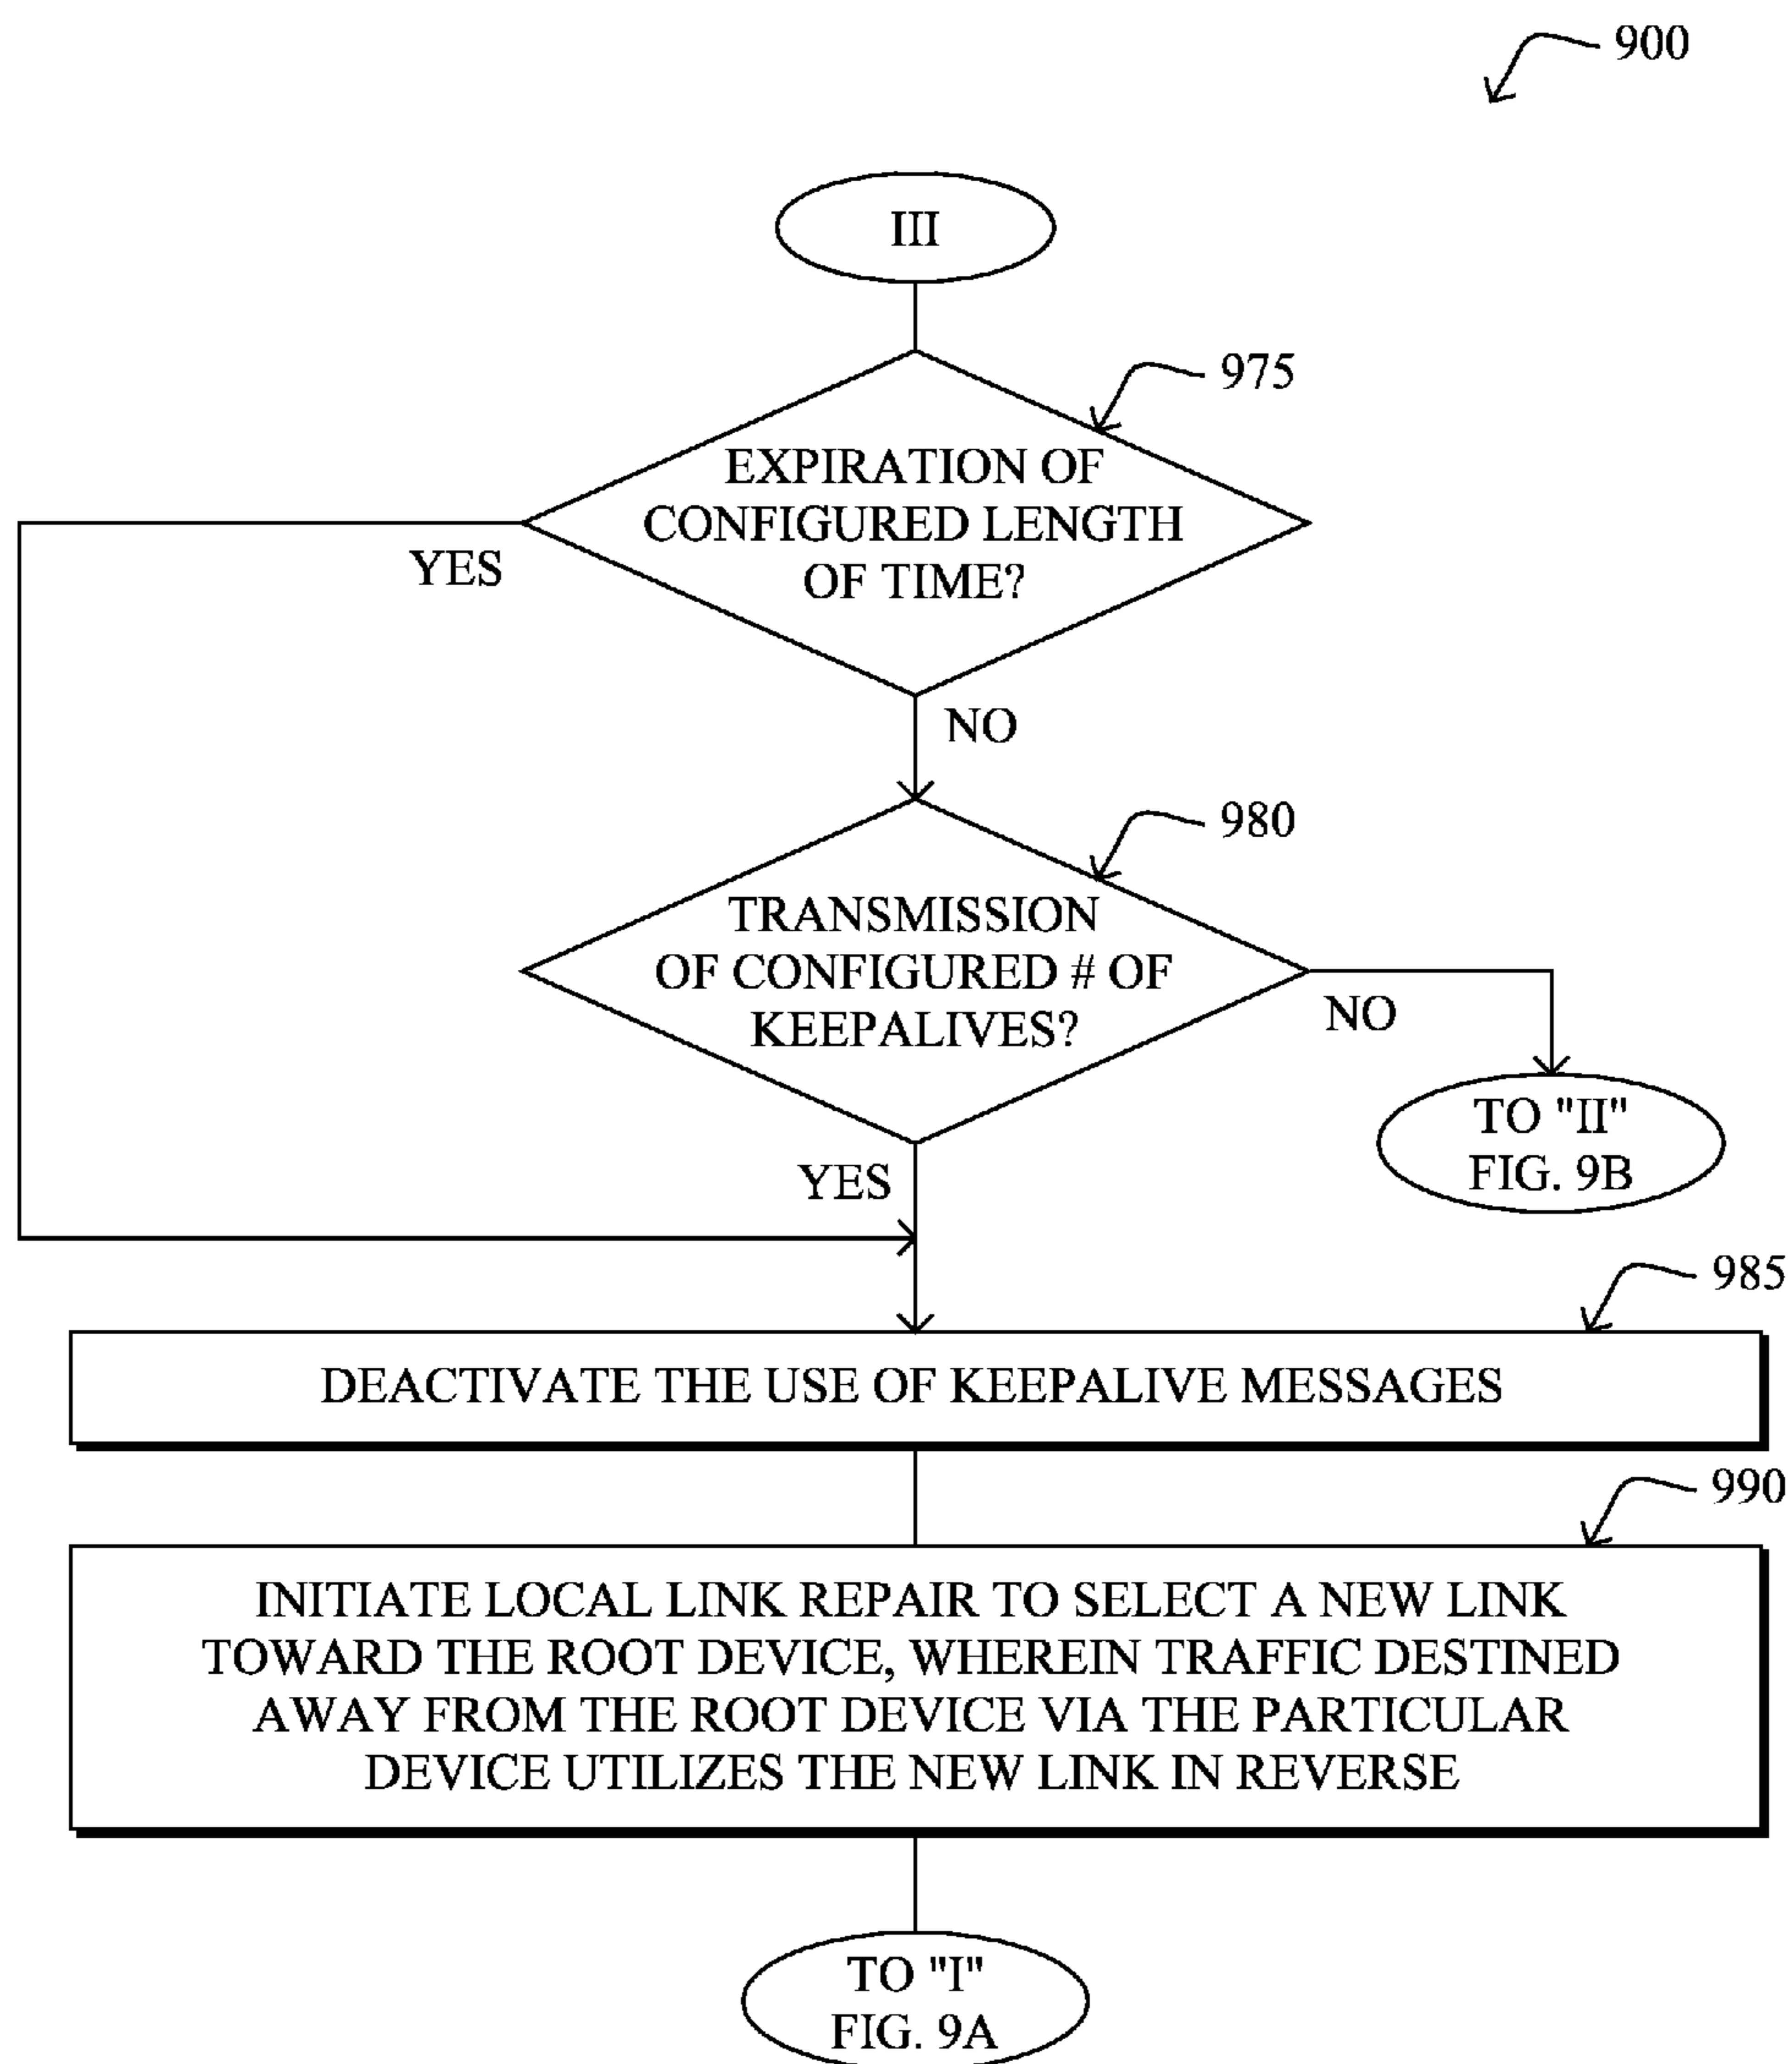 900
III
975
EXPIRATION OF
CONFIGURED LENGTH
OF TIME?
YES
NO
980
TRANSMISSION
OF CONFIGURED # OF
KEEPALIVES?
NO
TO "II"
FIG. 9B
YES
985
DEACTIVATE THE USE OF KEEPALIVE MESSAGES
990
INITIATE LOCAL LINK REPAIR TO SELECT A NEW LINK
TOWARD THE ROOT DEVICE, WHEREIN TRAFFIC DESTINED
AWAY FROM THE ROOT DEVICE VIA THE PARTICULAR
DEVICE UTILIZES THE NEW LINK IN REVERSE
TO "I"
FIG. 9A